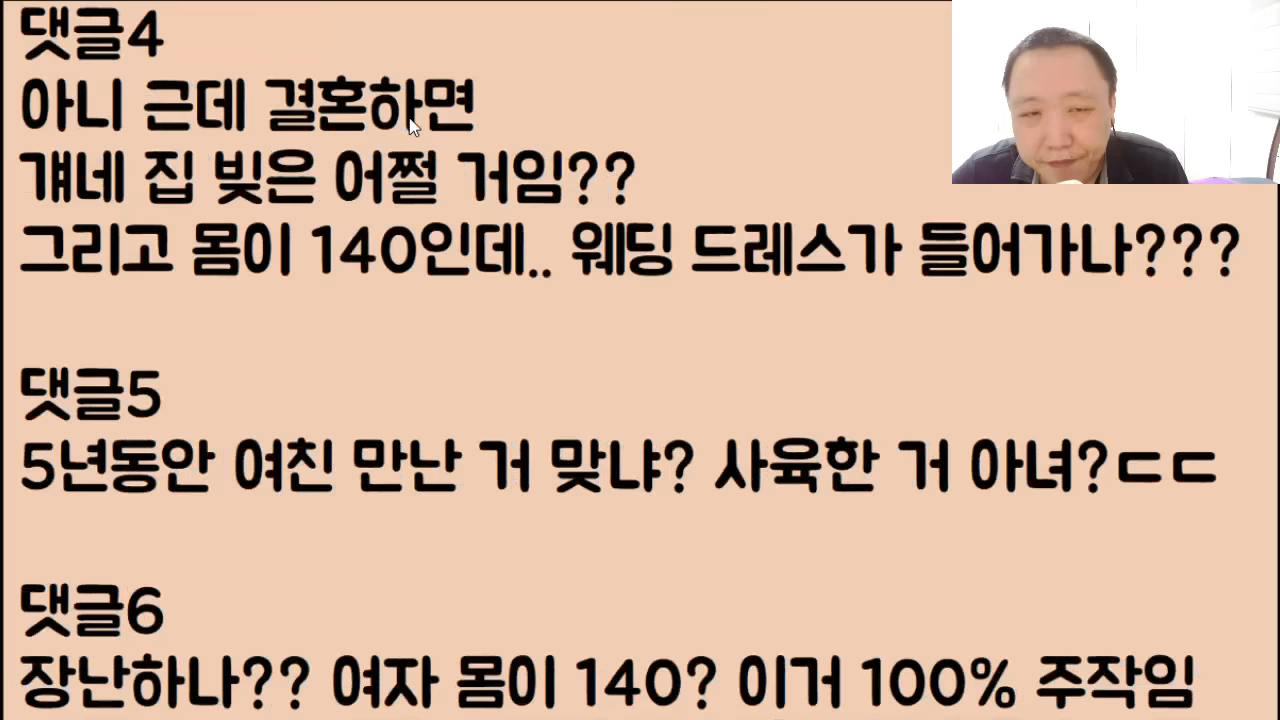 댓글4
아니 근데 결혼하면
걔네 집 빚은 어쩔 거임??
그리고 몸이 140인데.. 웨딩 드레스가 들어가나???
댓글5
5년동안 여친 만난 거 맞냐? 사육한 거 아녀?ㄷㄷ
댓글6
장난하나?? 여자 몸이 140? 이거 100% 주작임